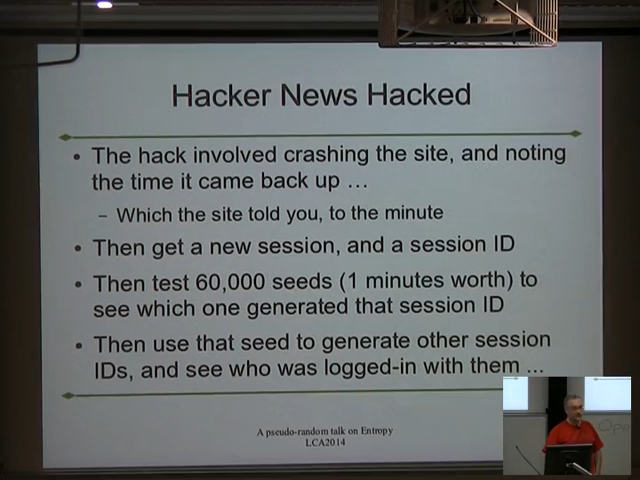 Hacker News Hacked
• The hack involved crashing the site, and noting
the time it came back up ...
– Which the site told you, to the minute
• Then get a new session, and a session ID
• Then test 60,000 seeds (1 minutes worth) to
see which one generated that session ID
• Then use that seed to generate other session
IDs, and see who was logged-in with them ...
A pseudo-random talk on Entropy
LCA2014